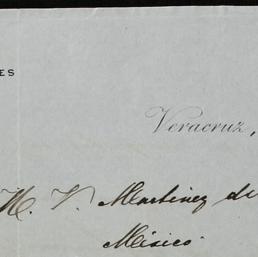 ES
Veracruz,
M. V. Martinez de
México.